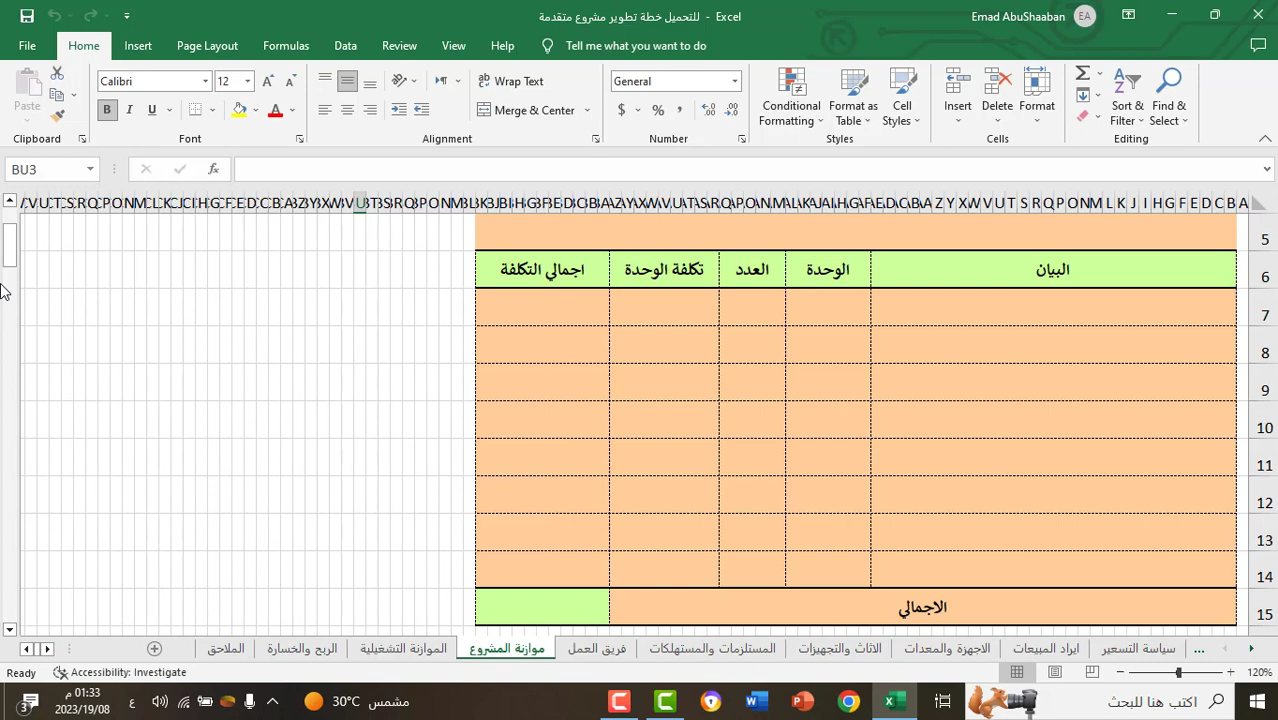 للتحميل خطة تطوير مشروع متقدمة - Excel
Emad AbuShaaban EA
File Home Insert Page Layout Formulas Data Review View Help Tell me what you want to do
Paste
Calibri 12
B I U
Wrap Text
Merge & Center
General
$ % ,
Conditional Formatting
Format as Table
Cell Styles
Insert Delete Format
Sort & Filter
Find & Select
Clipboard Font Alignment Number Styles Cells Editing
BU3 fx
5
البيان الوحدة العدد تكلفة الوحدة اجمالي التكلفة 6
7
8
9
10
11
12
13
14
الاجمالي 15
... سياسة التسعير ايراد المبيعات الاجهزة والمعدات الاثاث والتجهيزات المستلزمات والمستهلكات فريق العمل موازنة المشروع الموازنة التشغيلية الربح والخسارة الملاحق
Ready Accessibility: Investigate 120%
01:33 م
2023/19/08
ع
30°C مشمس
اكتب هنا للبحث
3